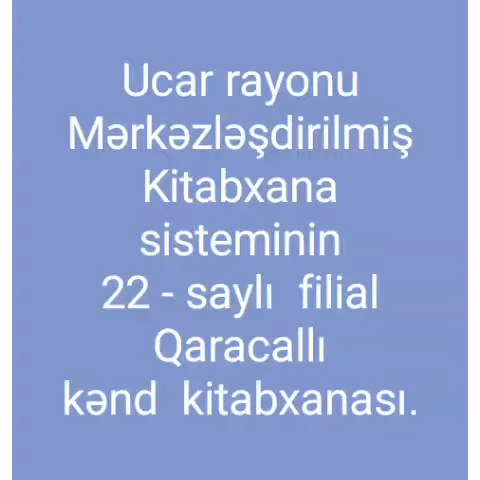 Ucar rayonu
Mərkəzləşdirilmiş
Kitabxana
sisteminin
22 - saylı filial
Qaracallı
kənd kitabxanası.